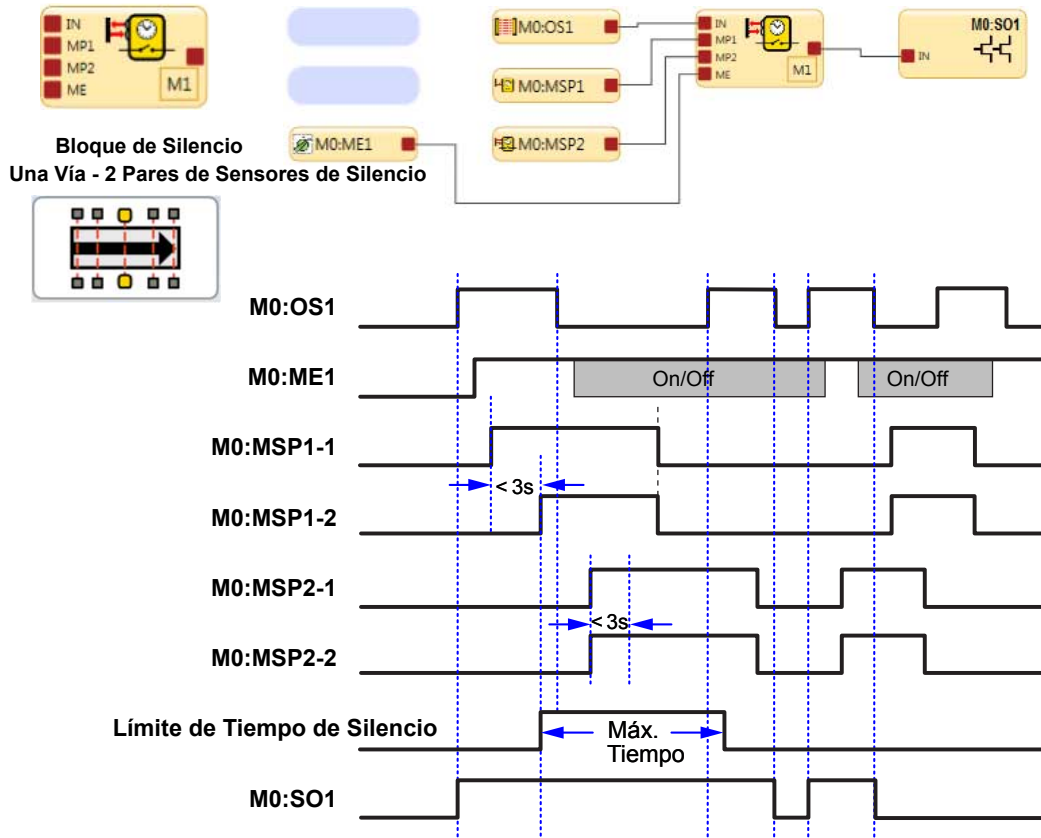 IN
MP1
MP2
ME
M1
M0:OS1
M0:MSP1
M0:MSP2
M0:ME1
IN
MP1
MP2
ME
M1
M0:SO1
IN
Bloque de Silencio
Una Vía - 2 Pares de Sensores de Silencio
M0:OS1
M0:ME1
On/Off
On/Off
M0:MSP1-1
< 3s
M0:MSP1-2
M0:MSP2-1
< 3s
M0:MSP2-2
Límite de Tiempo de Silencio
Máx.
Tiempo
M0:SO1